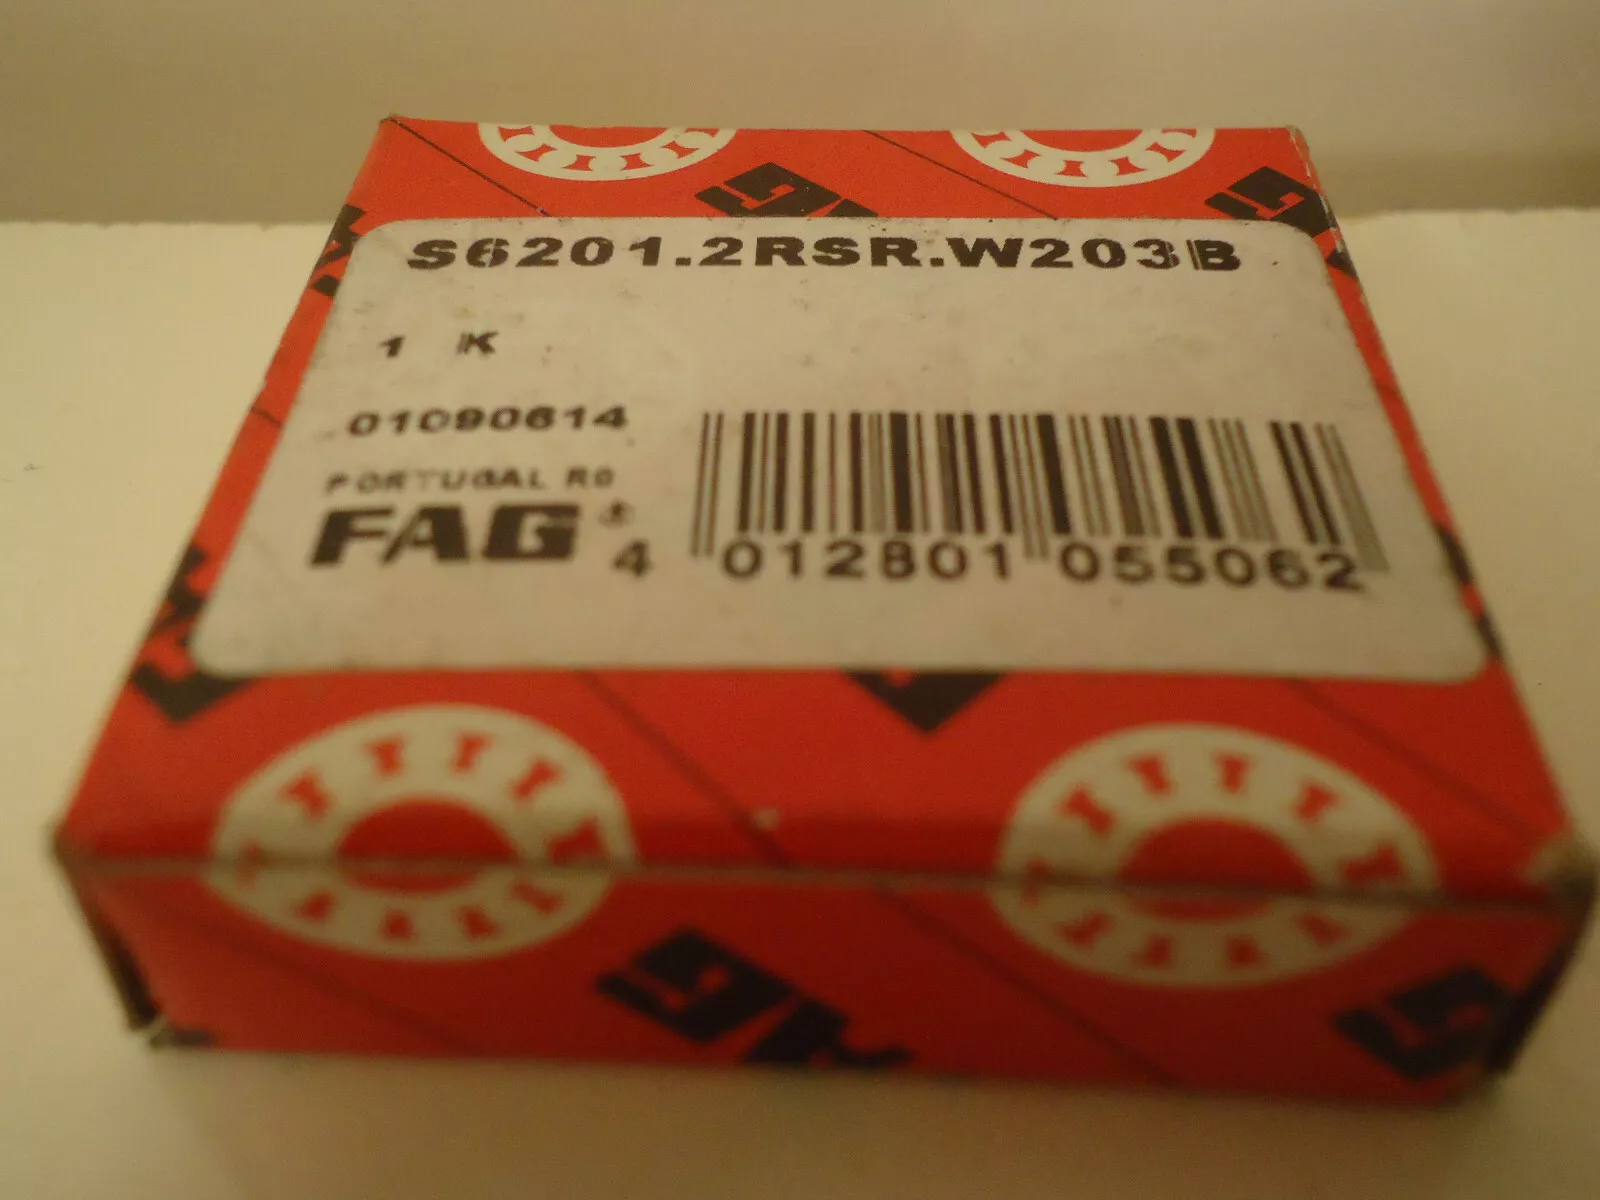 S6201.2RSR.W203B
1 K
01090614
PORTUGAL R0
FAG®
4 012801 055062